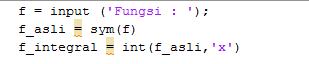 f = input ('Fungsi : ');
f_asli = sym(f)
f_integral = int(f_asli,'x')